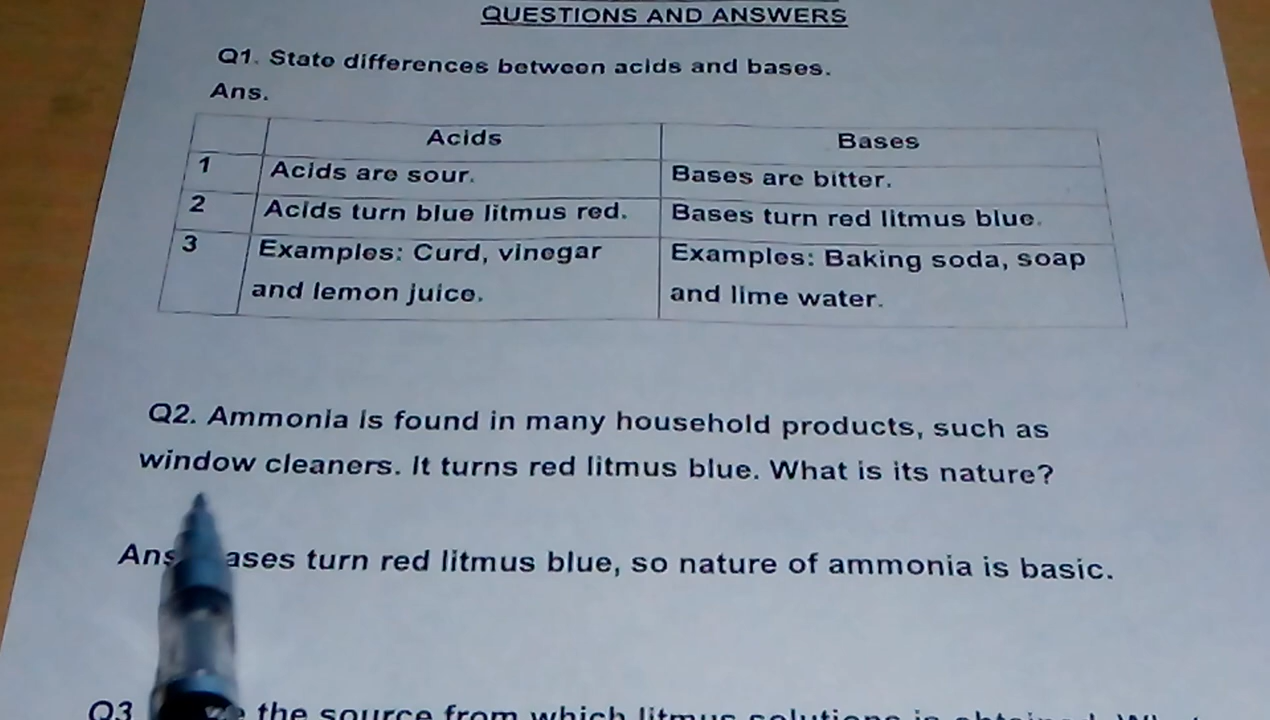 QUESTIONS AND ANSWERS
Q1. State differences between acids and bases.
Ans.
Acids Bases
1 Acids are sour. Bases are bitter.
2 Acids turn blue litmus red. Bases turn red litmus blue.
3 Examples: Curd, vinegar Examples: Baking soda, soap
and lemon juice. and lime water.
Q2. Ammonia is found in many household products, such as
window cleaners. It turns red litmus blue. What is its nature?
Ans ases turn red litmus blue, so nature of ammonia is basic.
Q3 the source from which litmus solutions is